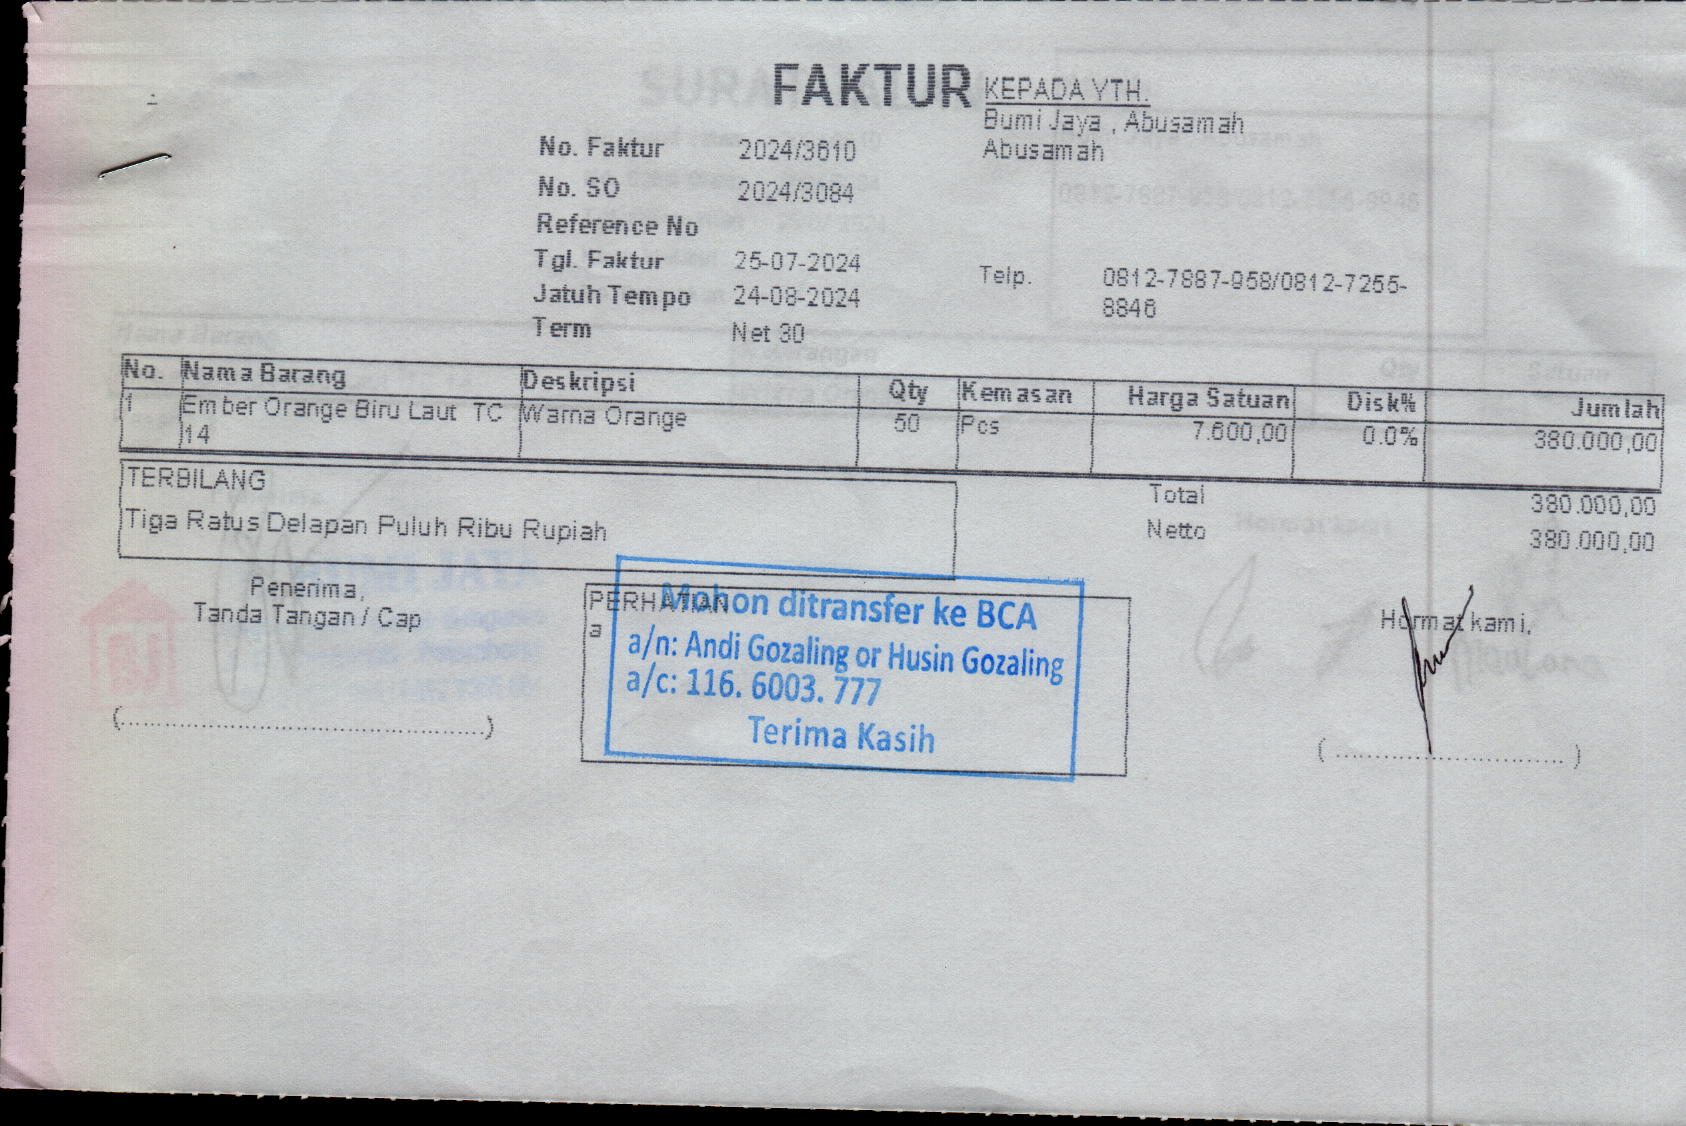 FAKTUR
KEPADA YTH.
Bumi Jaya , Abusamah
Abusamah
No. Faktur 2024/3610
No. SO 2024/3084
Reference No
Tgl. Faktur 25-07-2024
Jatuh Tempo 24-08-2024
Term Net 30
Telp. 0812-7887-958/0812-7255-
8846
No. Nama Barang Deskripsi Qty Kemasan Harga Satuan Disk% Jumlah
1 Ember Orange Biru Laut TC Warna Orange 50 Pcs 7.600,00 0.0% 380.000,00
14
TERBILANG
Tiga Ratus Delapan Puluh Ribu Rupiah
Total 380.000,00
Netto 380.000,00
Penerima,
Tanda Tangan / Cap
(..........................................)
PERHATIAN
a
Mohon ditransfer ke BCA
a/n: Andi Gozaling or Husin Gozaling
a/c: 116. 6003. 777
Terima Kasih
Hormat kami,
( ............................ )